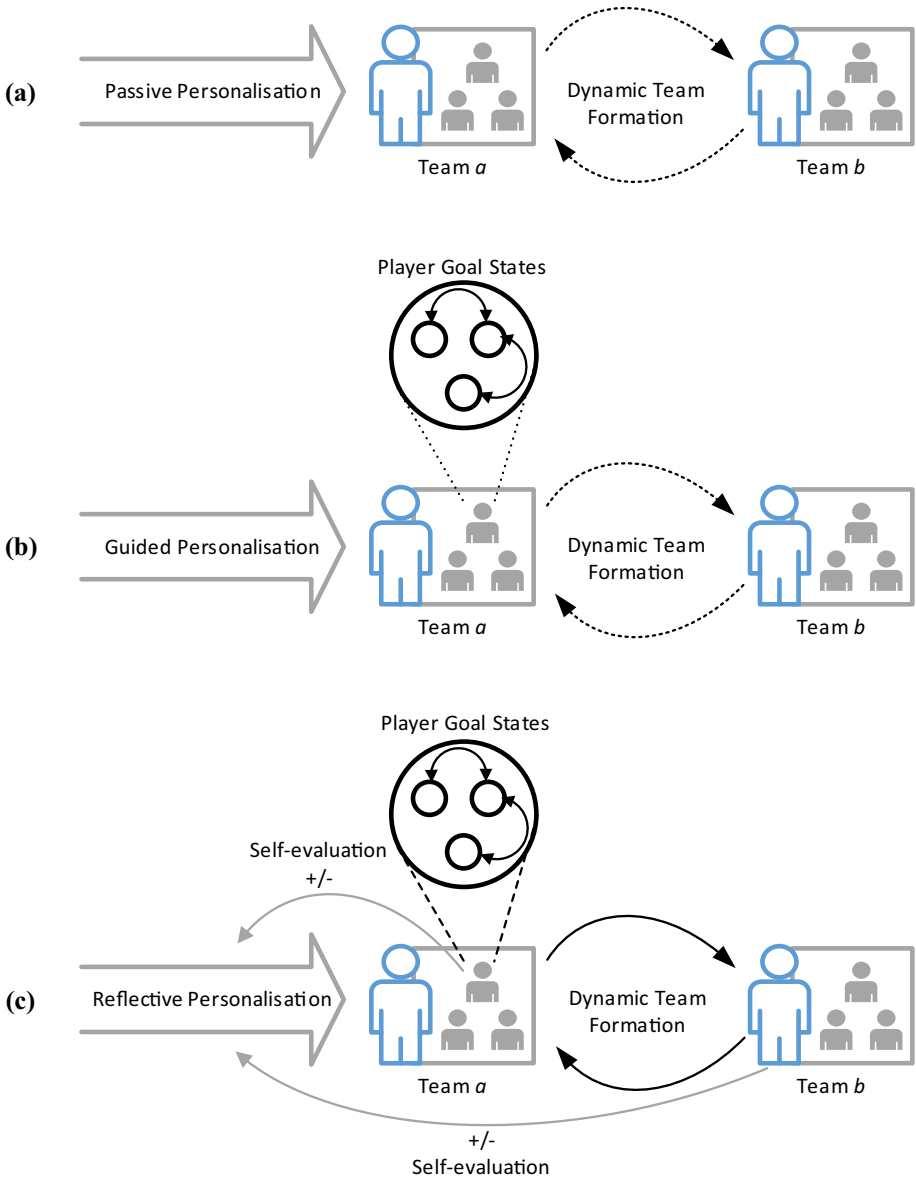 (a)
Passive Personalisation
Dynamic Team
Formation
Team a
Team b
Player Goal States
(b)
Guided Personalisation
Dynamic Team
Formation
Team a
Team b
Player Goal States
Self-evaluation
+/-
(c)
Reflective Personalisation
Dynamic Team
Formation
Team a
Team b
+/-
Self-evaluation